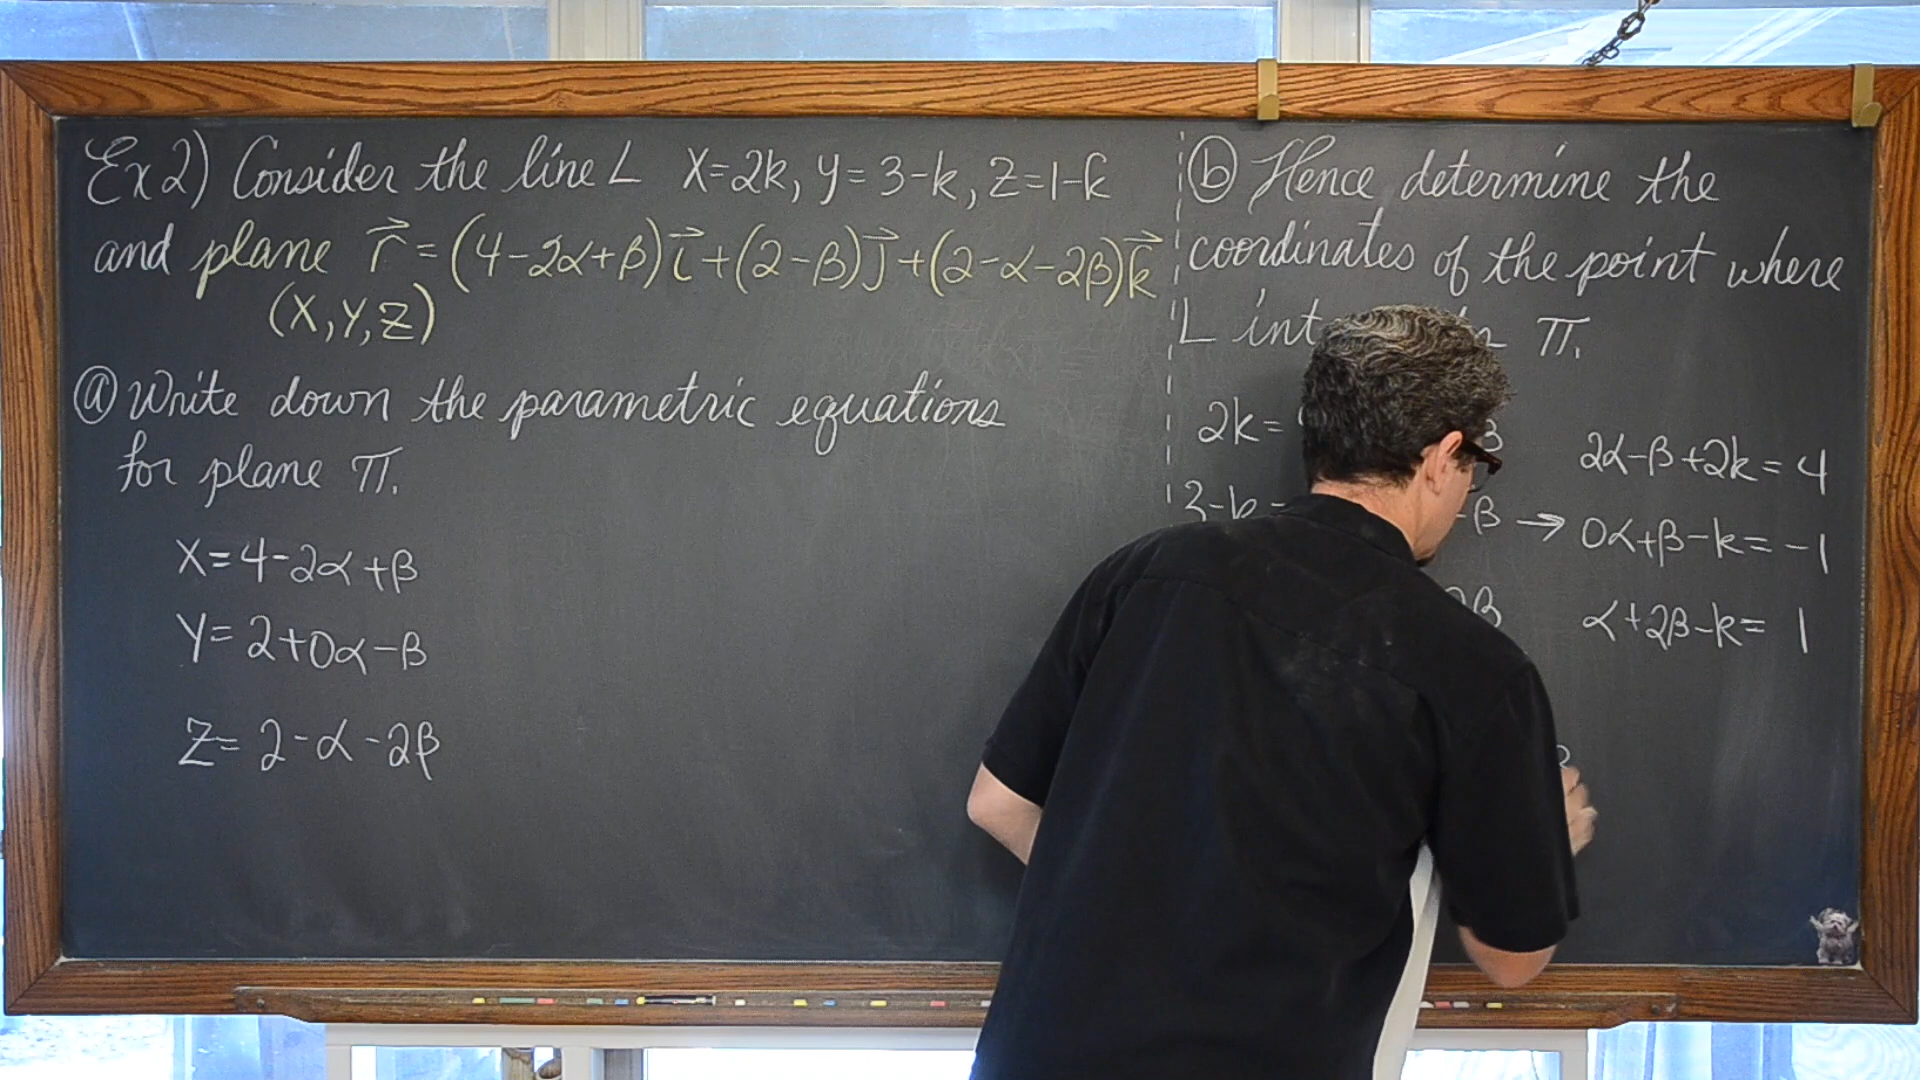 Ex 2) Consider the line L x=2k, y=3-k, z=1-k
and plane r⃗ = (4-2α+β)i⃗+(2-β)j⃗+(2-α-2β)k⃗
(x,y,z)
ⓐ Write down the parametric equations
for plane π.
x=4-2α+β
y=2+0α-β
z=2-α-2β
ⓑ Hence determine the
coordinates of the point where
L π.
2k=
3-k =
-β →
2β
2α-β+2k=4
0α+β-k=-1
α+2β-k=1